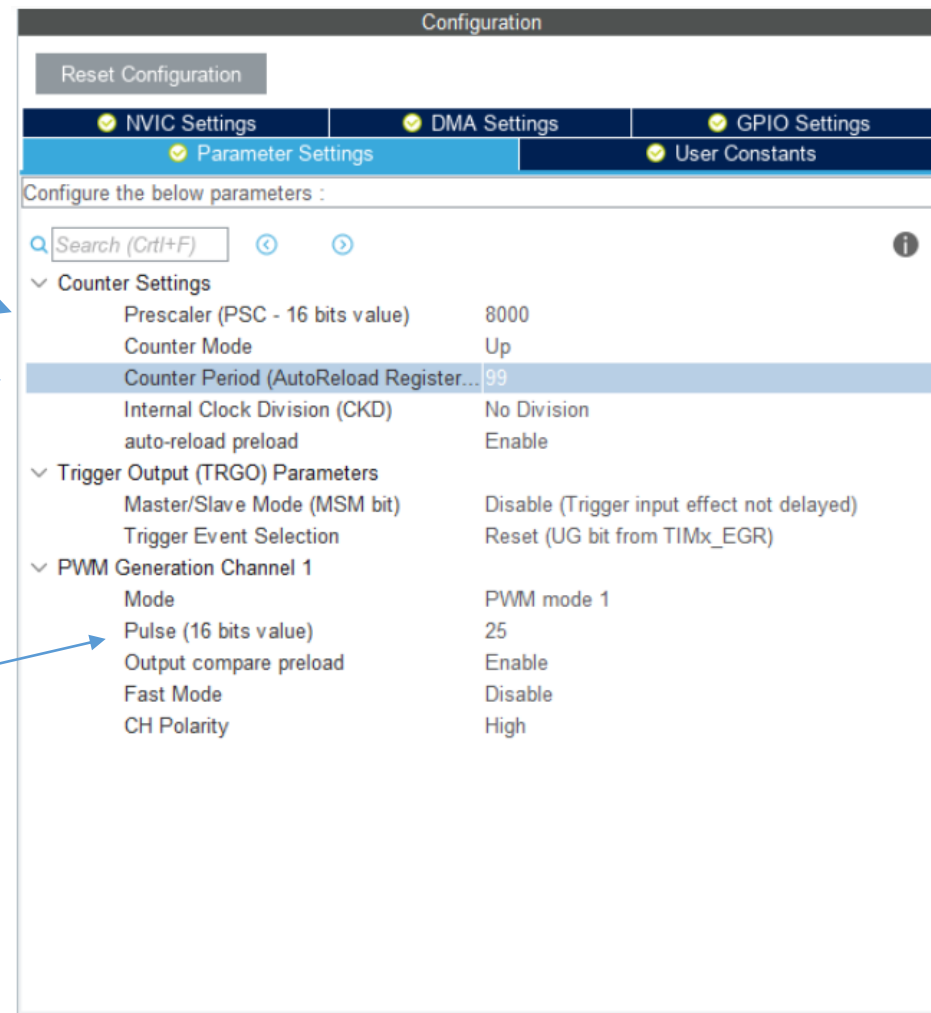 Configuration
Reset Configuration
NVIC Settings DMA Settings GPIO Settings
Parameter Settings User Constants
Configure the below parameters :
Search (Crtl+F)
Counter Settings
Prescaler (PSC - 16 bits value) 8000
Counter Mode Up
Counter Period (AutoReload Register... 99
Internal Clock Division (CKD) No Division
auto-reload preload Enable
Trigger Output (TRGO) Parameters
Master/Slave Mode (MSM bit) Disable (Trigger input effect not delayed)
Trigger Event Selection Reset (UG bit from TIMx_EGR)
PWM Generation Channel 1
Mode PWM mode 1
Pulse (16 bits value) 25
Output compare preload Enable
Fast Mode Disable
CH Polarity High